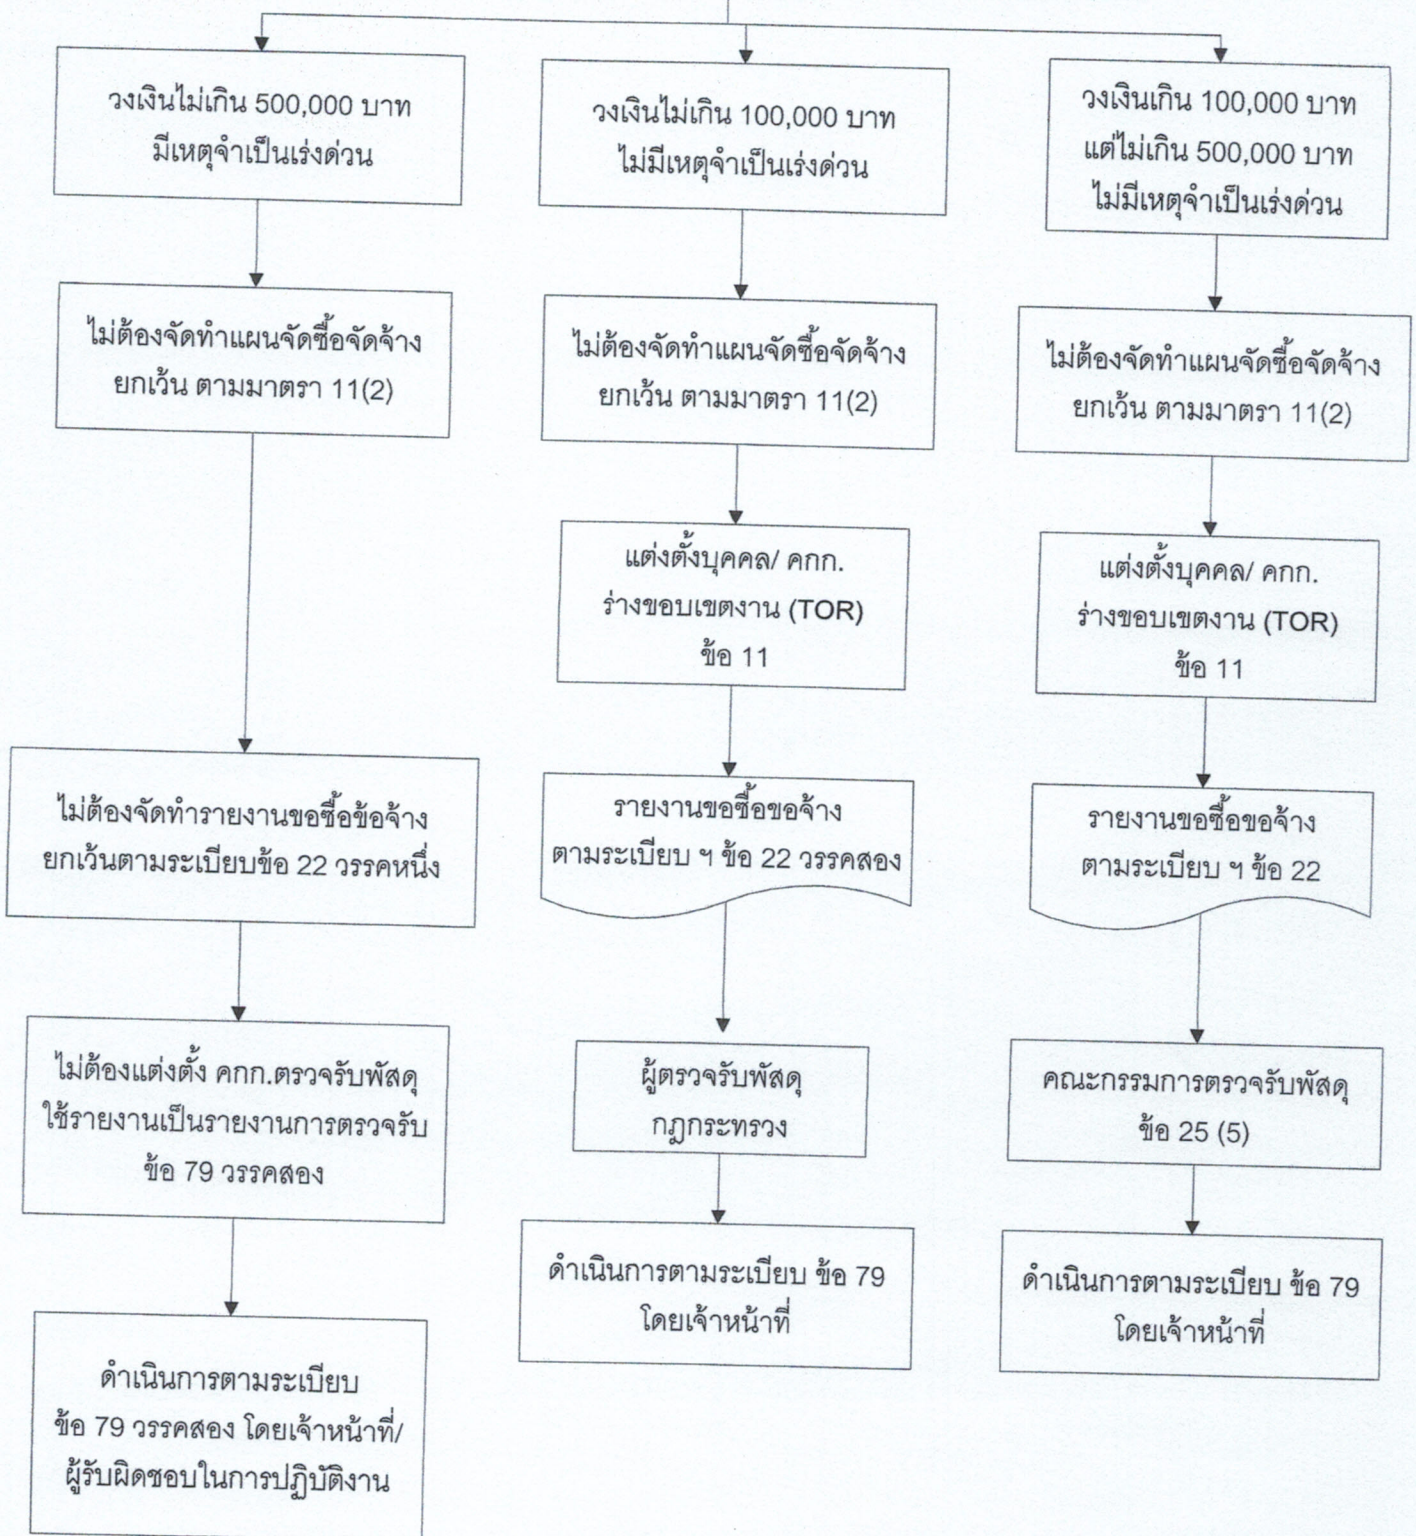 วงเงินไม่เกิน 500,000 บาท
มีเหตุจำเป็นเร่งด่วน
ไม่ต้องจัดทำแผนจัดซื้อจัดจ้าง
ยกเว้น ตามมาตรา 11(2)
ไม่ต้องจัดทำรายงานขอซื้อข้อจ้าง
ยกเว้นตามระเบียบข้อ 22 วรรคหนึ่ง
ไม่ต้องแต่งตั้ง คกก.ตรวจรับพัสดุ
ใช้รายงานเป็นรายงานการตรวจรับ
ข้อ 79 วรรคสอง
ดำเนินการตามระเบียบ
ข้อ 79 วรรคสอง โดยเจ้าหน้าที่/
ผู้รับผิดชอบในการปฏิบัติงาน
วงเงินไม่เกิน 100,000 บาท
ไม่มีเหตุจำเป็นเร่งด่วน
ไม่ต้องจัดทำแผนจัดซื้อจัดจ้าง
ยกเว้น ตามมาตรา 11(2)
แต่งตั้งบุคคล/ คกก.
ร่างขอบเขตงาน (TOR)
ข้อ 11
รายงานขอซื้อขอจ้าง
ตามระเบียบ ฯ ข้อ 22 วรรคสอง
ผู้ตรวจรับพัสดุ
กฎกระทรวง
ดำเนินการตามระเบียบ ข้อ 79
โดยเจ้าหน้าที่
วงเงินเกิน 100,000 บาท
แต่ไม่เกิน 500,000 บาท
ไม่มีเหตุจำเป็นเร่งด่วน
ไม่ต้องจัดทำแผนจัดซื้อจัดจ้าง
ยกเว้น ตามมาตรา 11(2)
แต่งตั้งบุคคล/ คกก.
ร่างขอบเขตงาน (TOR)
ข้อ 11
รายงานขอซื้อขอจ้าง
ตามระเบียบ ฯ ข้อ 22
คณะกรรมการตรวจรับพัสดุ
ข้อ 25 (5)
ดำเนินการตามระเบียบ ข้อ 79
โดยเจ้าหน้าที่